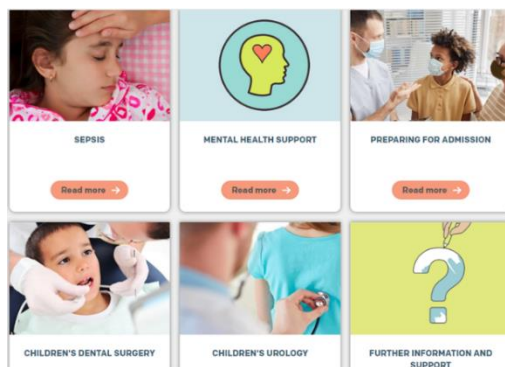 SEPSIS
MENTAL HEALTH SUPPORT
PREPARING FOR ADMISSION
Read more →
Read more →
Read more →
CHILDREN'S DENTAL SURGERY
CHILDREN'S UROLOGY
FURTHER INFORMATION AND
SUPPORT